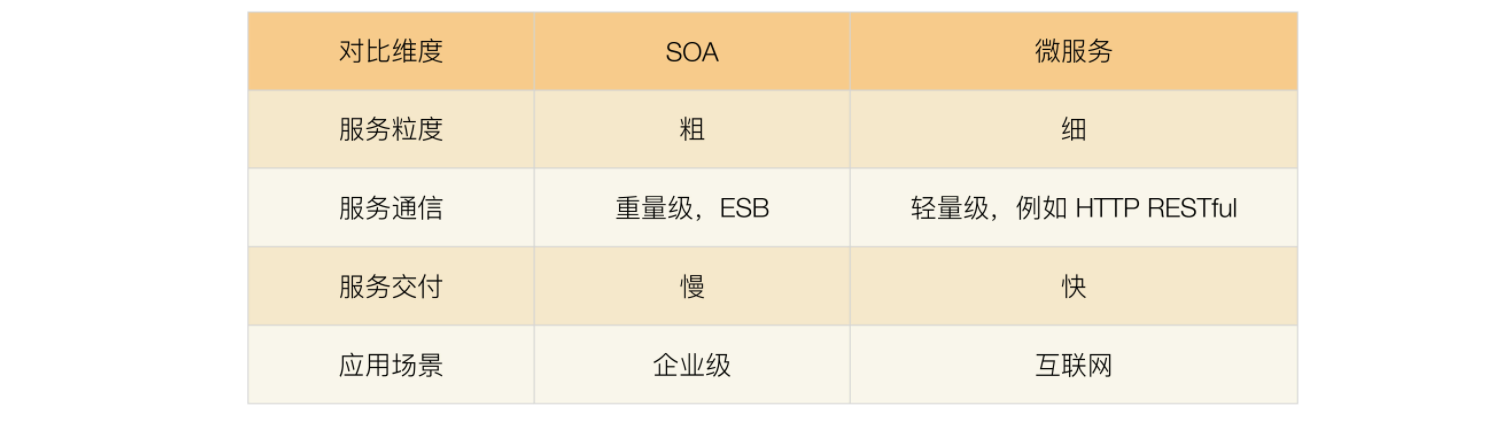 对比维度 SOA 微服务
服务粒度 粗 细
服务通信 重量级，ESB 轻量级，例如 HTTP RESTful
服务交付 慢 快
应用场景 企业级 互联网